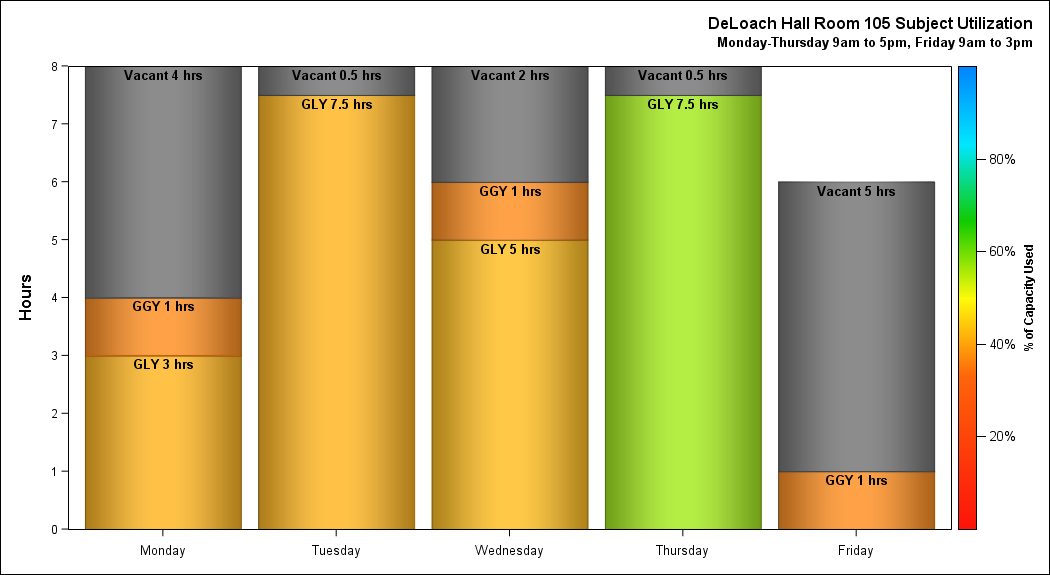 DeLoach Hall Room 105 Subject Utilization
Monday-Thursday 9am to 5pm, Friday 9am to 3pm
Hours
8
7
6
5
4
3
2
1
0
Vacant 4 hrs
GGY 1 hrs
GLY 3 hrs
Vacant 0.5 hrs
GLY 7.5 hrs
Vacant 2 hrs
GGY 1 hrs
GLY 5 hrs
Vacant 0.5 hrs
GLY 7.5 hrs
Vacant 5 hrs
GGY 1 hrs
Monday
Tuesday
Wednesday
Thursday
Friday
80%
60%
40%
20%
% of Capacity Used